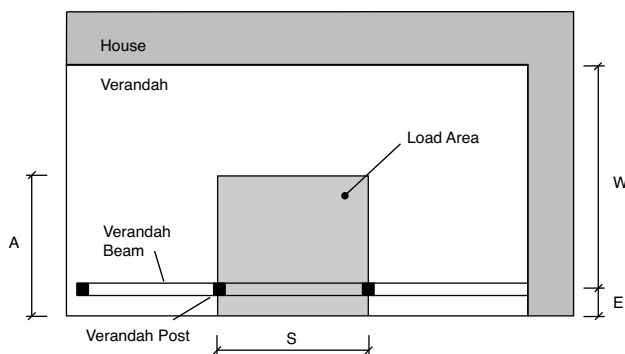 House
Verandah
Load Area
W
A
Verandah
Beam
E
Verandah Post
S